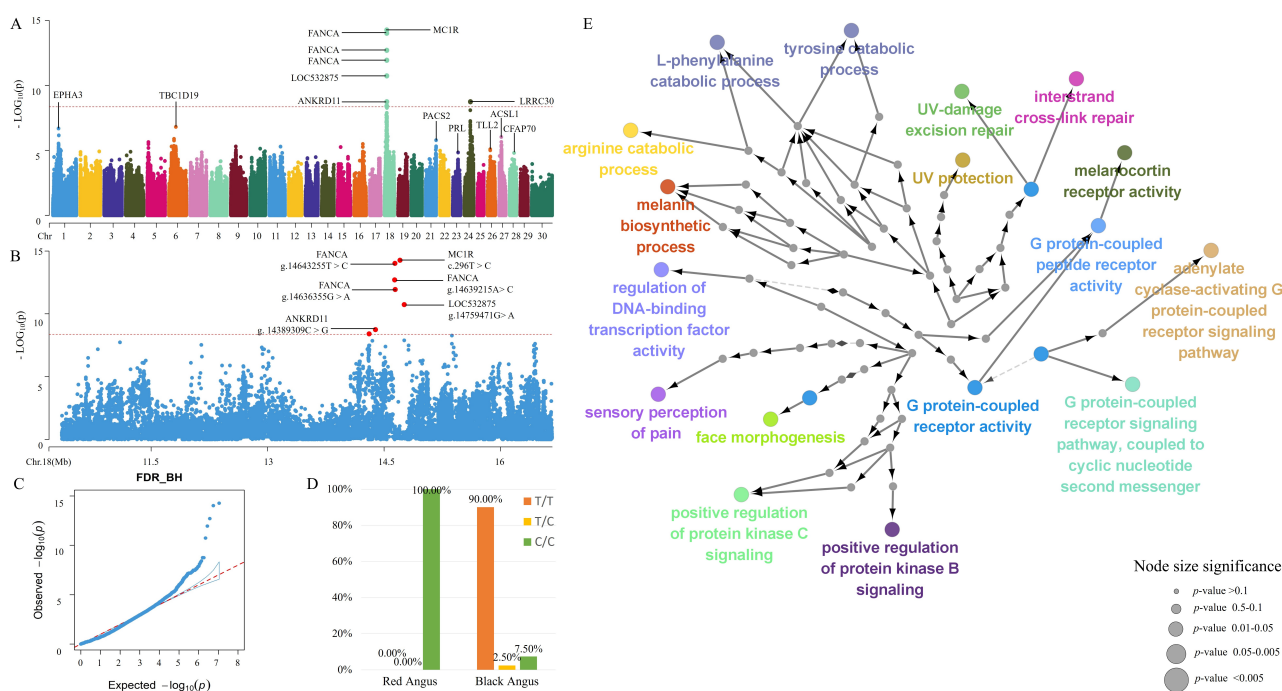 A
15
10
5
0
- LOG10(p)
FANCA
MC1R
FANCA
FANCA
LOC532875
ANKRD11
LRRC30
EPHA3
TBC1D19
PACS2
PRL
TLL2
ACSL1
CFAP70
Chr 1 2 3 4 5 6 7 8 9 10 11 12 13 14 15 16 17 18 19 20 21 22 23 24 25 26 27 28 29 30
B
15
10
5
0
- LOG10(p)
FANCA
g.14643255T > C
MC1R
c.296T > C
FANCA
g.14636355G > A
FANCA
g.14639215A> C
LOC532875
g.14759471G> A
ANKRD11
g. 14389309C > G
Chr.18(Mb) 11.5 13 14.5 16
C
FDR_BH
15
10
5
0
Observed −log10(p)
0 1 2 3 4 5 6 7 8
Expected −log10(p)
D
100%
80%
60%
40%
20%
0%
0.00%
0.00%
100.00%
90.00%
2.50%
7.50%
T/T
T/C
C/C
Red Angus
Black Angus
E
L-phenylalanine
catabolic process
tyrosine catabolic
process
UV-damage
excision repair
interstrand
cross-link repair
arginine catabolic
process
UV protection
melanocortin
receptor activity
melanin
biosynthetic
process
G protein-coupled
peptide receptor
activity
regulation of
DNA-binding
transcription factor
activity
adenylate
cyclase-activating G
protein-coupled
receptor signaling
pathway
sensory perception
of pain
face morphogenesis
G protein-coupled
receptor activity
G protein-coupled
receptor signaling
pathway, coupled to
cyclic nucleotide
second messenger
positive regulation
of protein kinase C
signaling
positive regulation
of protein kinase B
signaling
Node size significance
p-value >0.1
p-value 0.5-0.1
p-value 0.01-0.05
p-value 0.05-0.005
p-value <0.005